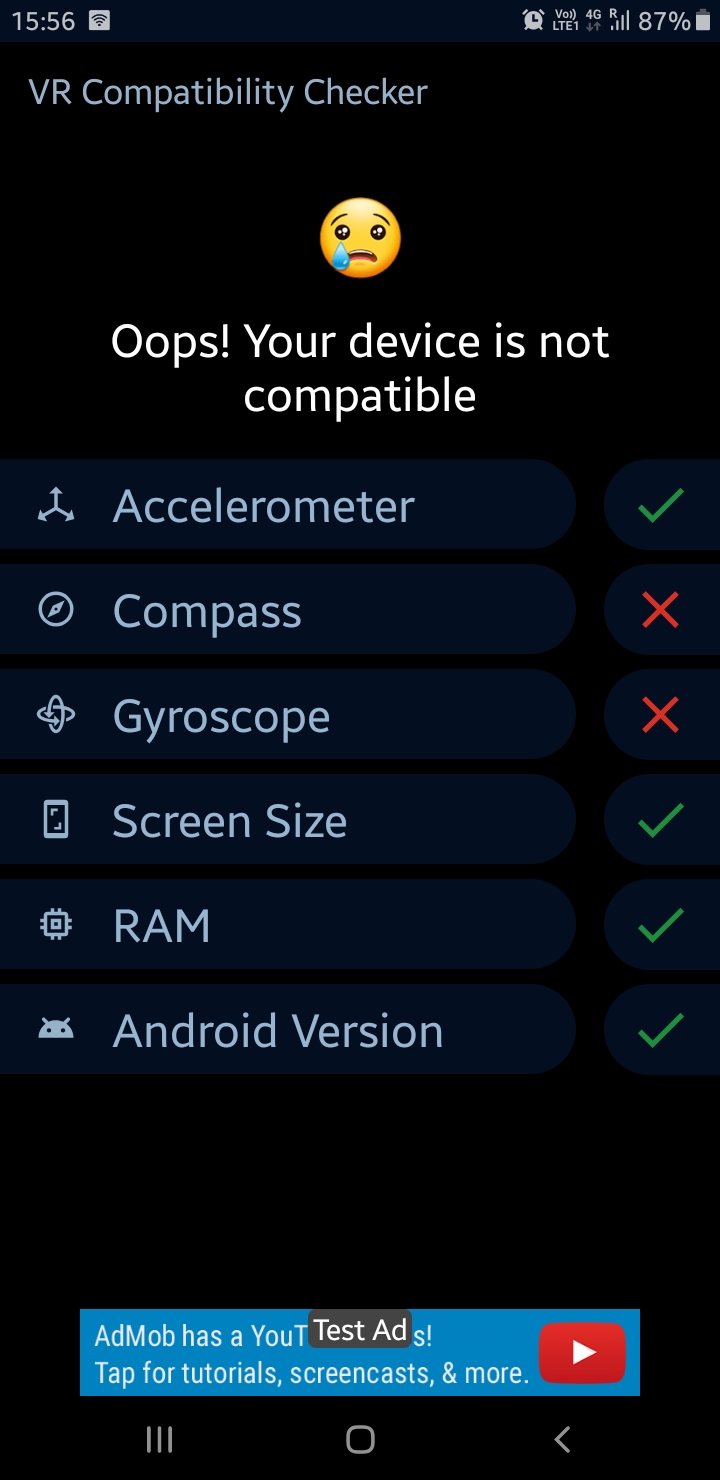 15:56
Vo) 4G R 87%
LTE1
VR Compatibility Checker
Oops! Your device is not
compatible
Accelerometer
Compass
Gyroscope
Screen Size
RAM
Android Version
Test Ad
AdMob has a YouT s!
Tap for tutorials, screencasts, & more.